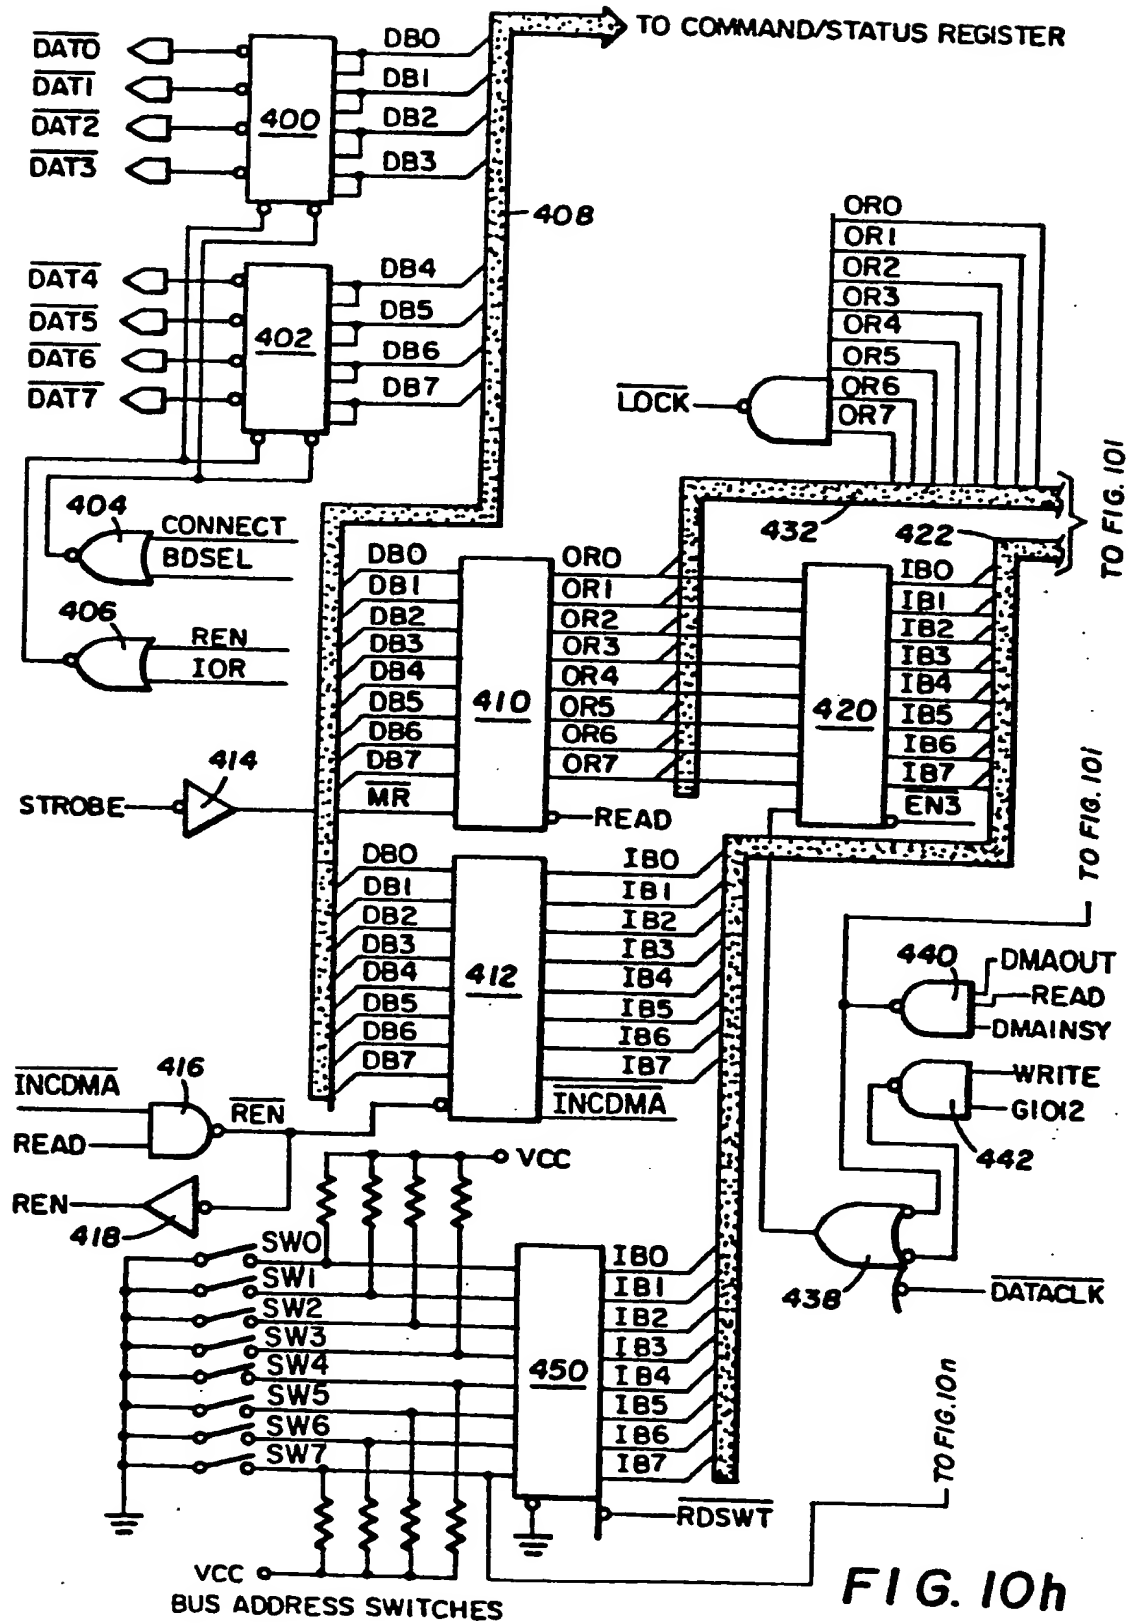 TO COMMAND/STATUS REGISTER
DAT0
DAT1
DAT2
DAT3
400
DB0
DB1
DB2
DB3
408
DAT4
DAT5
DAT6
DAT7
402
DB4
DB5
DB6
DB7
OR0
OR1
OR2
OR3
OR4
OR5
OR6
OR7
LOCK
432
422
TO FIG. 10I
404
CONNECT
BDSEL
406
REN
IOR
DB0
DB1
DB2
DB3
DB4
DB5
DB6
DB7
MR
410
OR0
OR1
OR2
OR3
OR4
OR5
OR6
OR7
READ
420
IB0
IB1
IB2
IB3
IB4
IB5
IB6
IB7
EN3
STROBE
414
TO FIG. 10I
DB0
DB1
DB2
DB3
DB4
DB5
DB6
DB7
412
IB0
IB1
IB2
IB3
IB4
IB5
IB6
IB7
INCDMA
440
DMAOUT
READ
DMAINSY
WRITE
G1012
442
INCDMA
READ
416
REN
REN
418
VCC
438
DATACLK
SW0
SW1
SW2
SW3
SW4
SW5
SW6
SW7
450
IB0
IB1
IB2
IB3
IB4
IB5
IB6
IB7
RDSWT
TO FIG. 10n
VCC
BUS ADDRESS SWITCHES
FIG. 10h